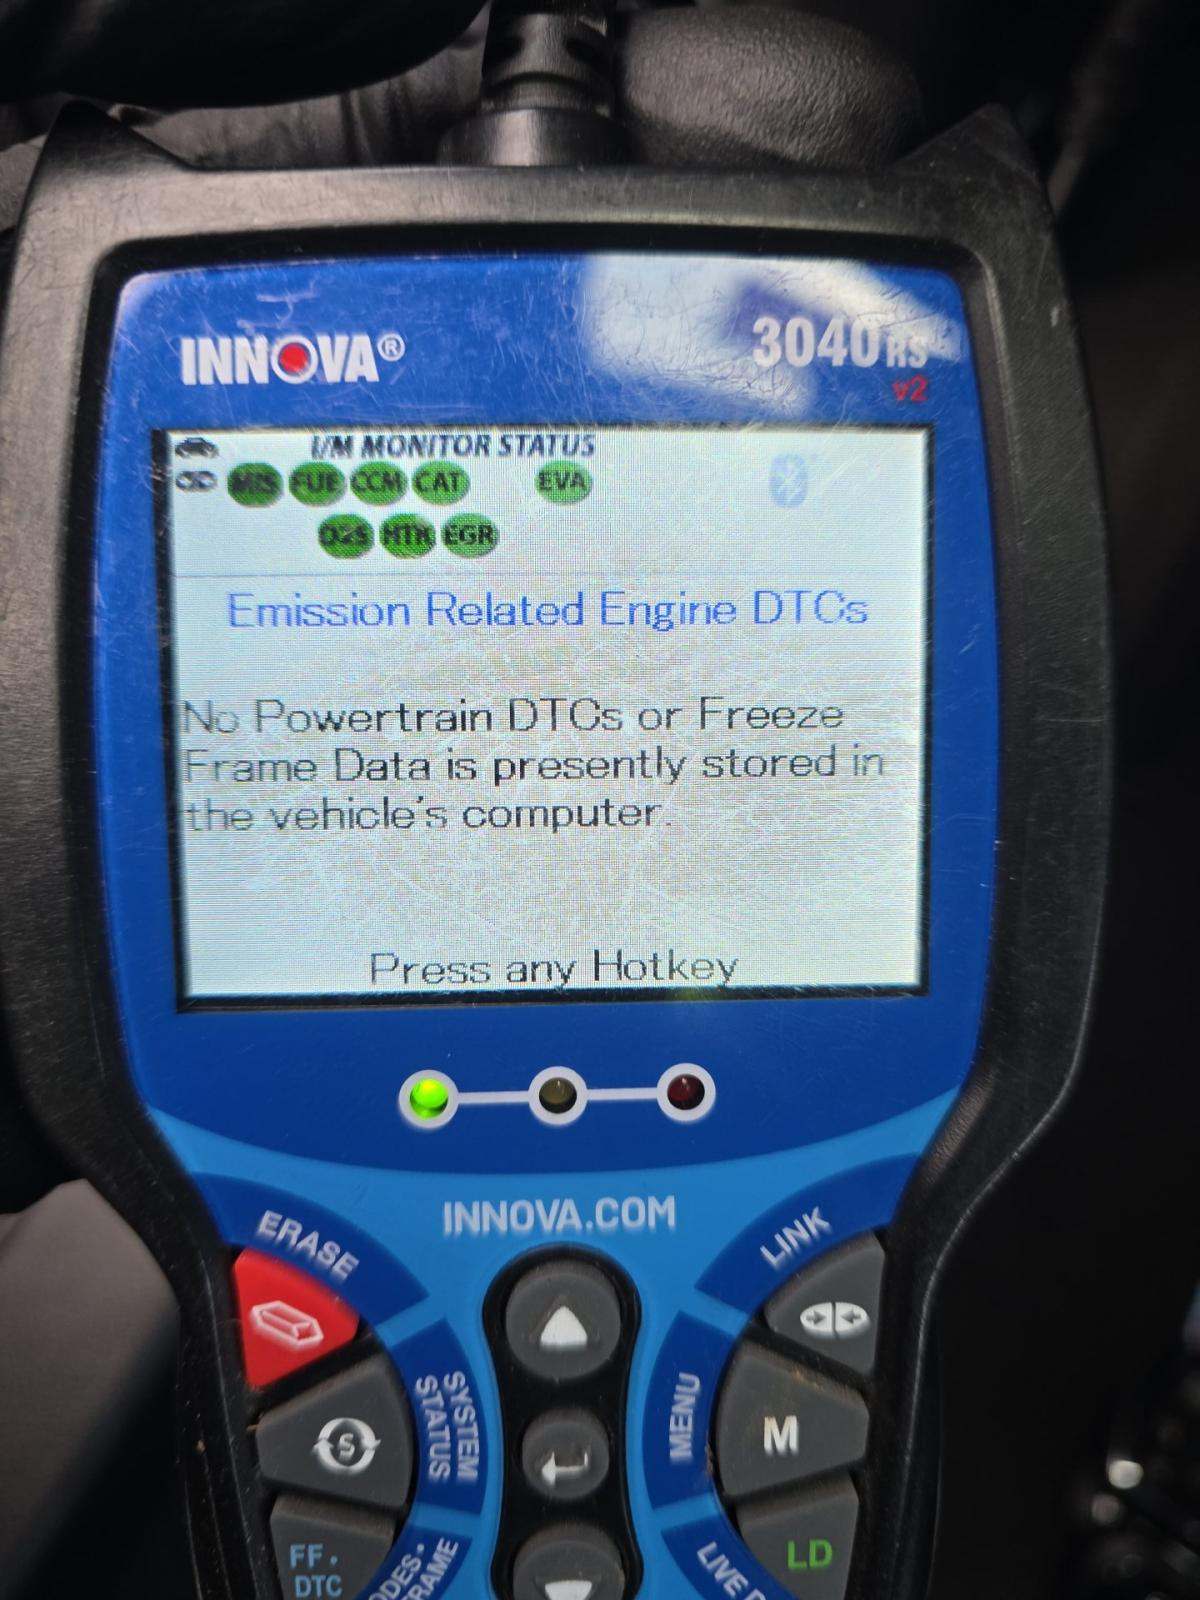 INNOVA®
3040RS
v2
I/M MONITOR STATUS
MIS FUE CCM CAT EVA
O2S HTR EGR
Emission Related Engine DTCs
No Powertrain DTCs or Freeze
Frame Data is presently stored in
the vehicle's computer.
Press any Hotkey
INNOVA.COM
ERASE
LINK
SYSTEM
STATUS
S
MENU
M
FF·
DTC
LD
LIVE